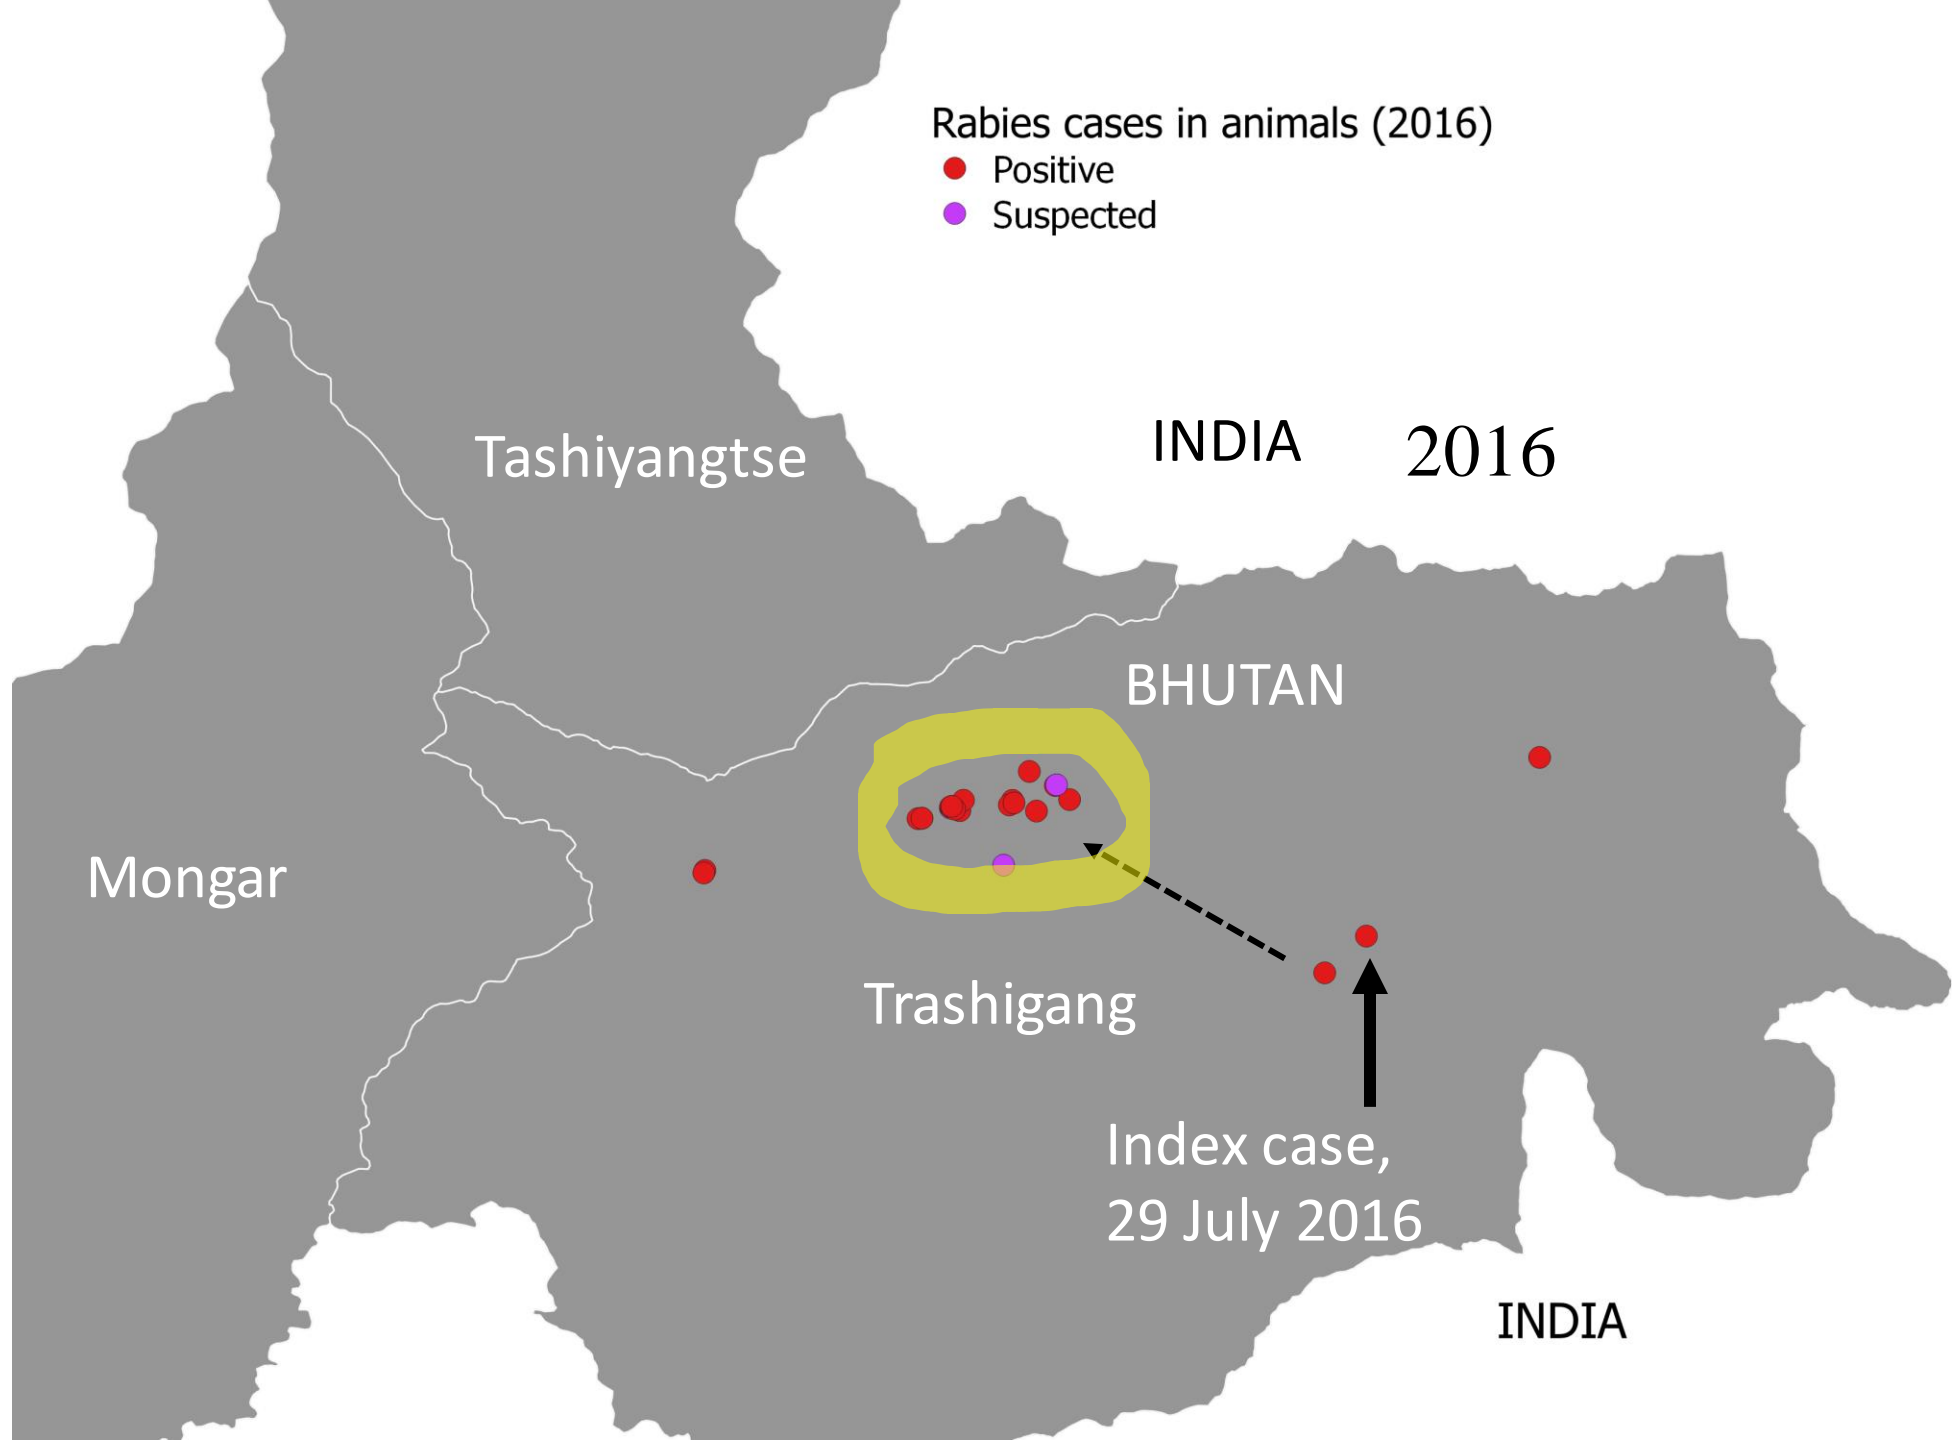 Rabies cases in animals (2016)
Positive
Suspected
INDIA
2016
Tashiyangtse
BHUTAN
Mongar
Trashigang
Index case,
29 July 2016
INDIA